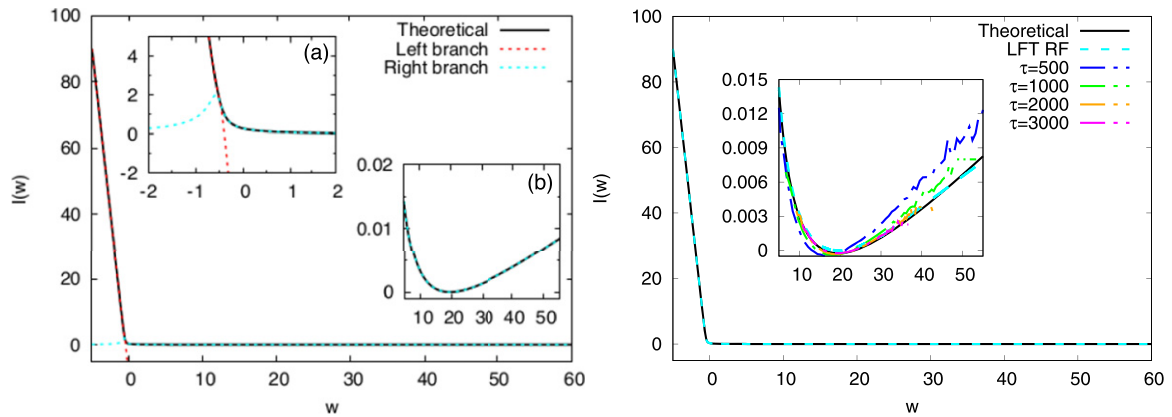 100
80
60
40
20
0
I(w)
Theoretical
Left branch
Right branch
(a)
4
2
0
-2
-2 -1 0 1 2
(b)
0.02
0.01
0
10 20 30 40 50
0 10 20 30 40 50 60
w
100
80
60
40
20
0
I(w)
Theoretical
LFT RF
τ=500
τ=1000
τ=2000
τ=3000
0.015
0.012
0.009
0.006
0.003
0
10 20 30 40 50
0 10 20 30 40 50 60
w